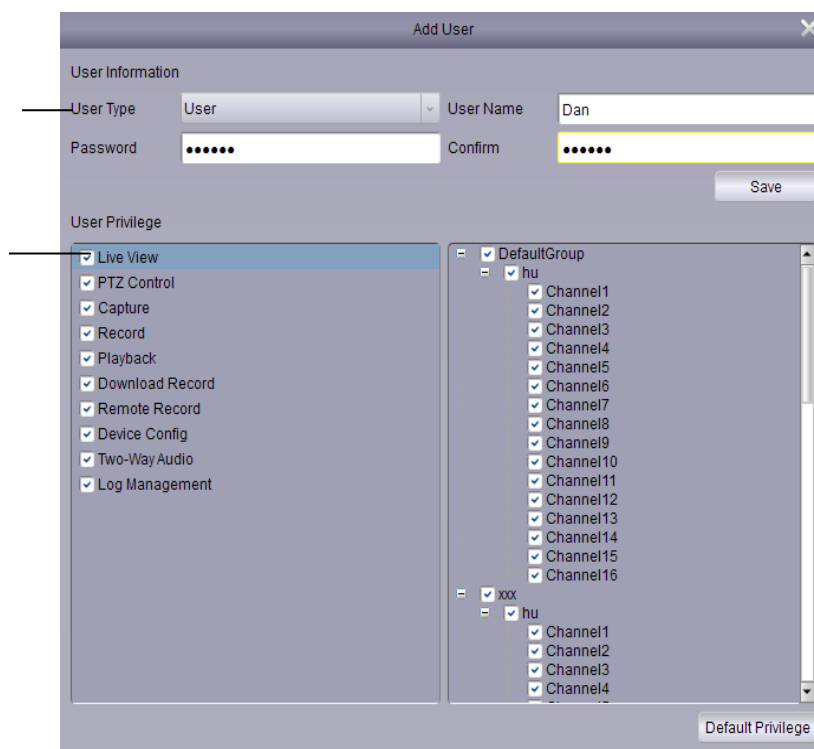 Add User
User Information
User Type User User Name Dan
Password •••••• Confirm ••••••
Save
User Privilege
Live View
PTZ Control
Capture
Record
Playback
Download Record
Remote Record
Device Config
Two-Way Audio
Log Management
DefaultGroup
hu
Channel1
Channel2
Channel3
Channel4
Channel5
Channel6
Channel7
Channel8
Channel9
Channel10
Channel11
Channel12
Channel13
Channel14
Channel15
Channel16
xxx
hu
Channel1
Channel2
Channel3
Channel4
Default Privilege